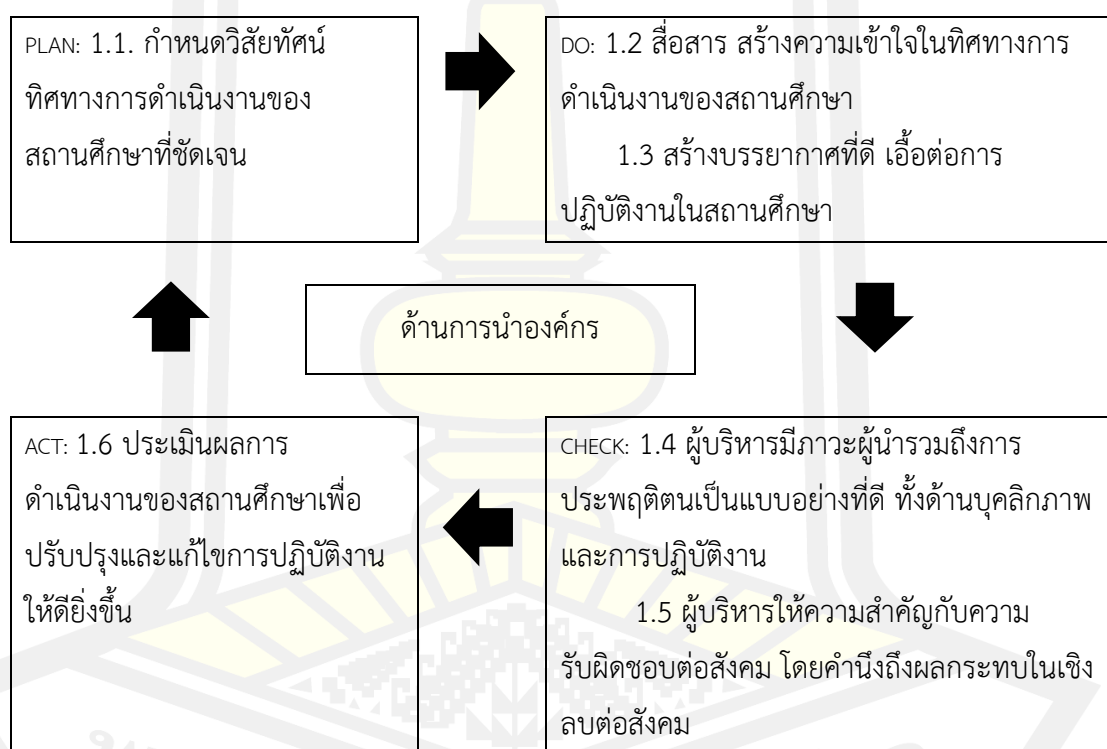 PLAN: 1.1. กำหนดวิสัยทัศน์
ทิศทางการดำเนินงานของ
สถานศึกษาที่ชัดเจน
DO: 1.2 สื่อสาร สร้างความเข้าใจในทิศทางการ
ดำเนินงานของสถานศึกษา
1.3 สร้างบรรยากาศที่ดี เอื้อต่อการ
ปฏิบัติงานในสถานศึกษา
ด้านการนำองค์กร
ACT: 1.6 ประเมินผลการ
ดำเนินงานของสถานศึกษาเพื่อ
ปรับปรุงและแก้ไขการปฏิบัติงาน
ให้ดียิ่งขึ้น
CHECK: 1.4 ผู้บริหารมีภาวะผู้นำรวมถึงการ
ประพฤติตนเป็นแบบอย่างที่ดี ทั้งด้านบุคลิกภาพ
และการปฏิบัติงาน
1.5 ผู้บริหารให้ความสำคัญกับความ
รับผิดชอบต่อสังคม โดยคำนึงถึงผลกระทบในเชิง
ลบต่อสังคม